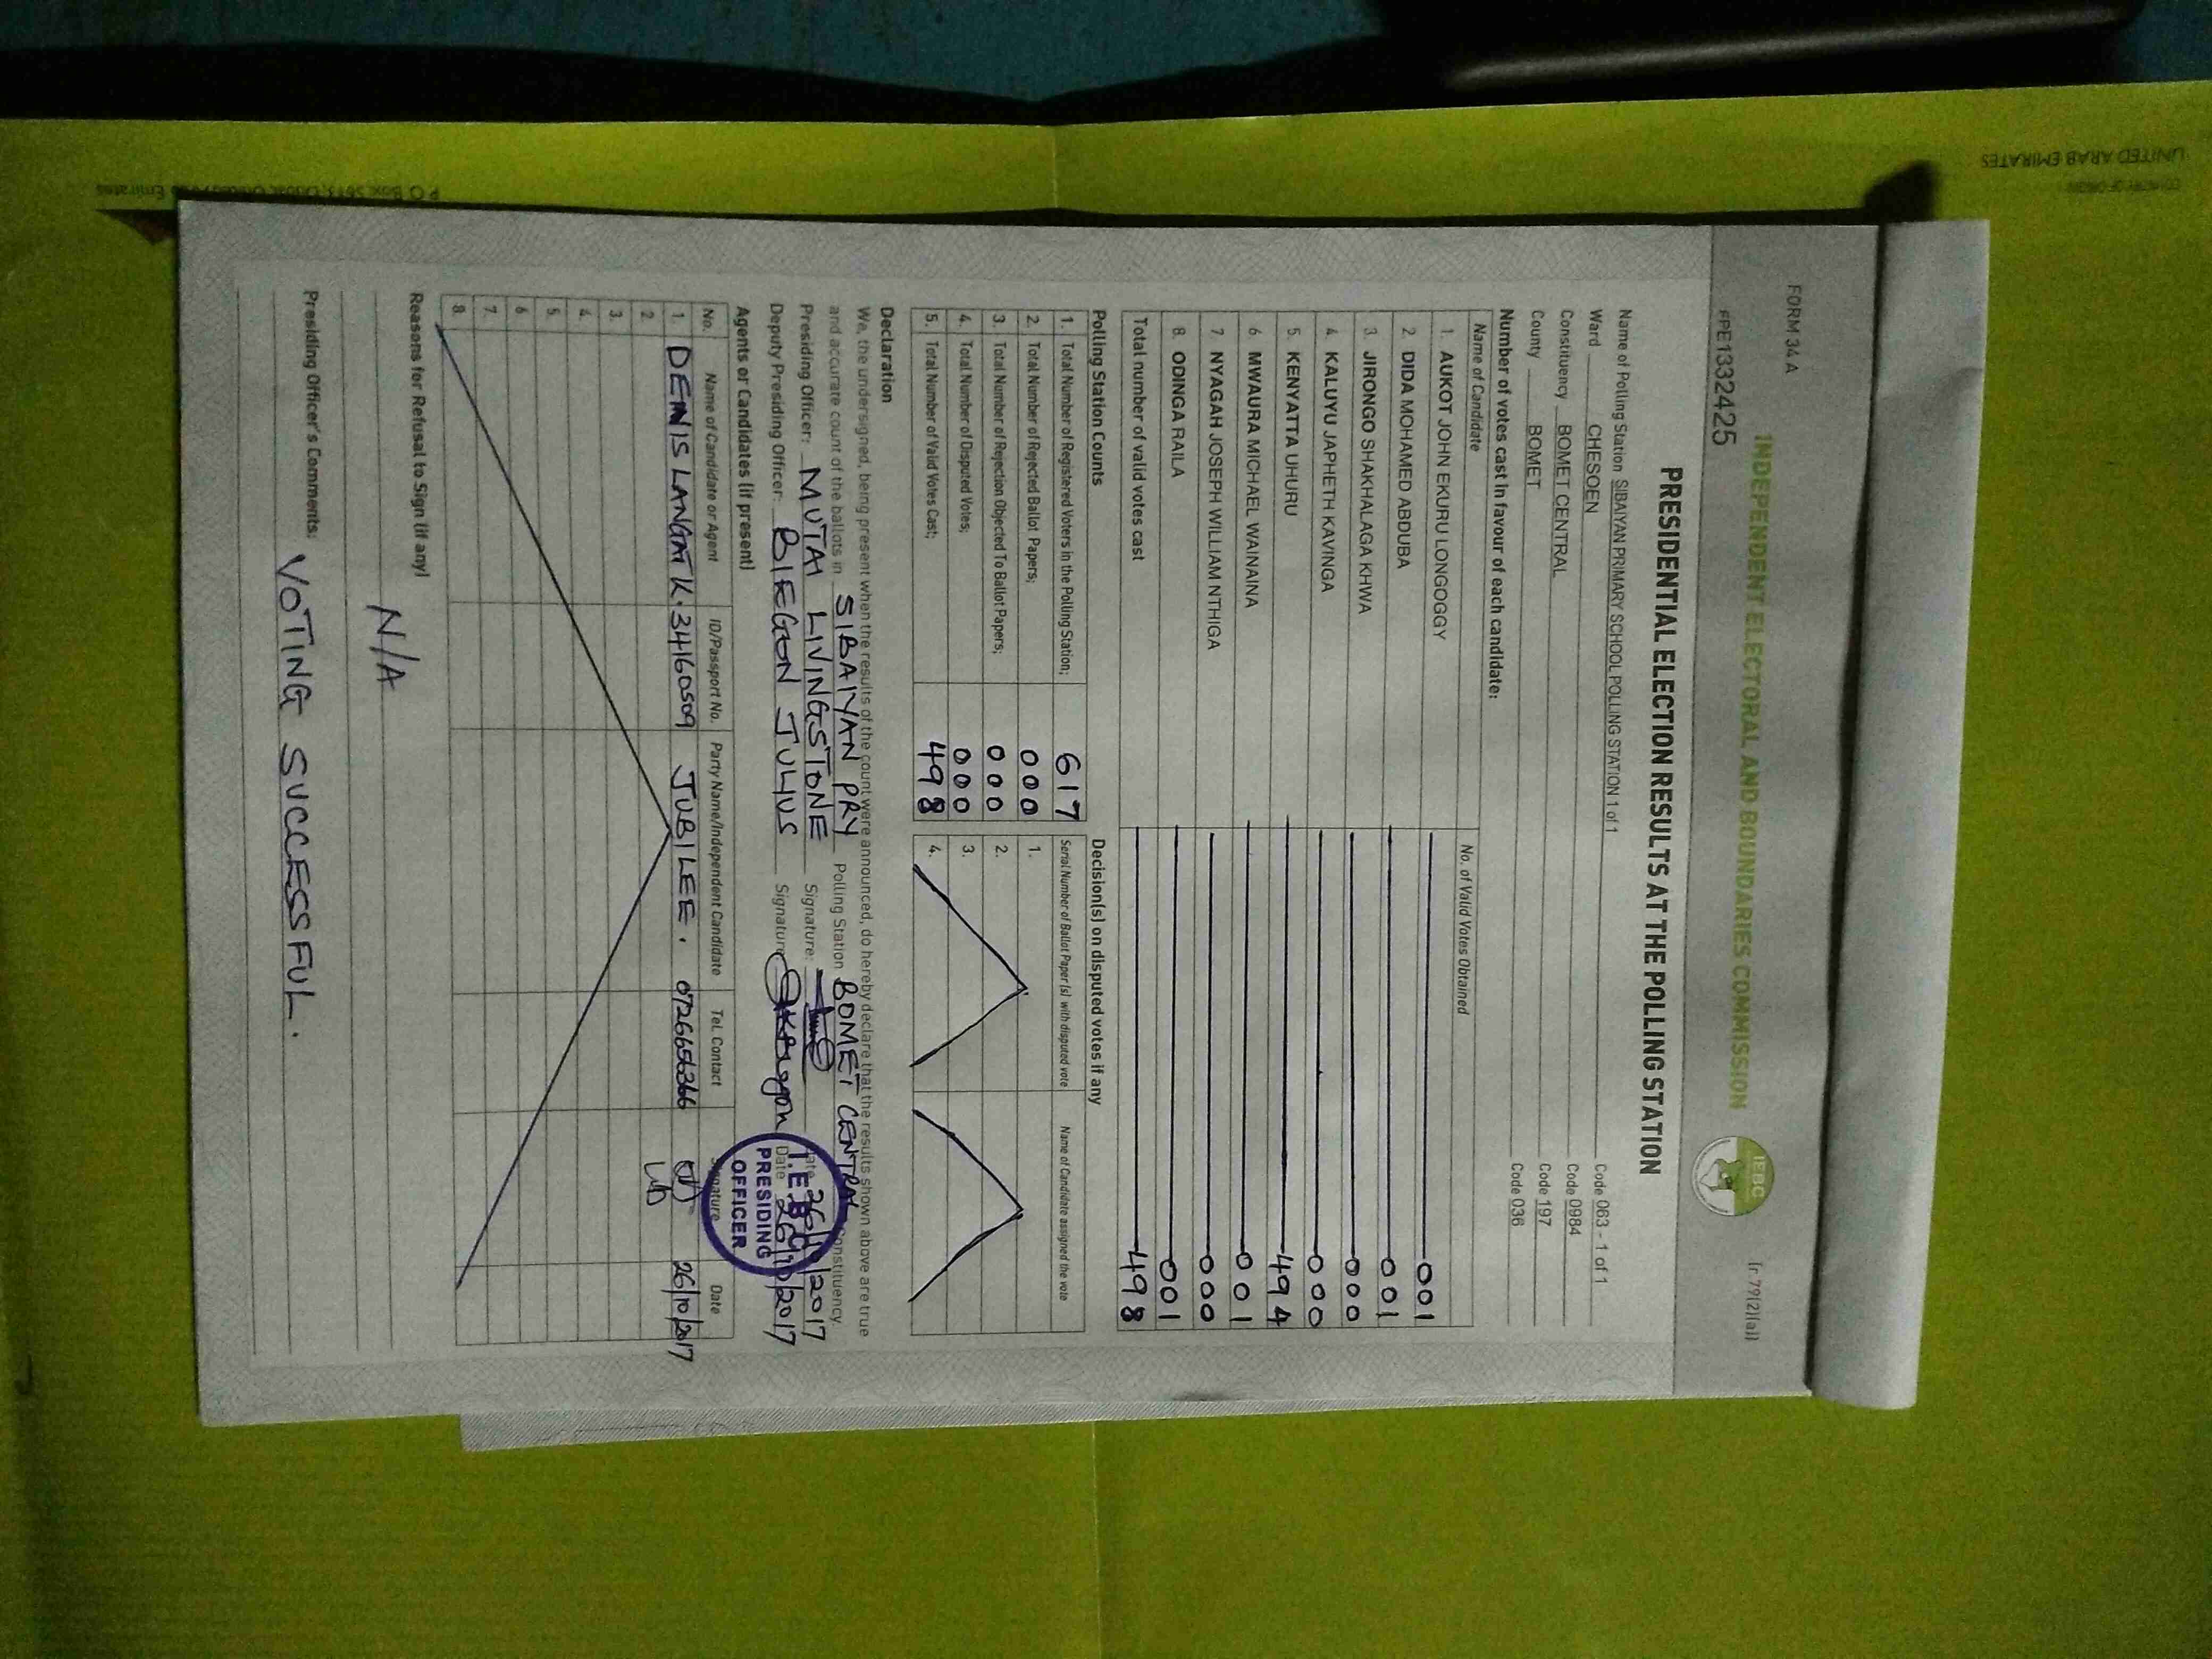 FORM 34 A
[r 79(2)(a)]
INDEPENDENT ELECTORAL AND BOUNDARIES COMMISSION
IEBC
PE1332425
PRESIDENTIAL ELECTION RESULTS AT THE POLLING STATION
Name of Polling Station SIBAIYAN PRIMARY SCHOOL POLLING STATION 1 of 1
Ward CHESOEN Code 063 - 1 of 1
Constituency BOMET CENTRAL Code 0984
County BOMET Code 197
Code 036
Number of votes cast in favour of each candidate:
Name of Candidate No. of Valid Votes Obtained
1. AUKOT JOHN EKURU LONGOGGY 001
2. DIDA MOHAMED ABDUBA 001
3. JIRONGO SHAKHALAGA KHWA 000
4. KALUYU JAPHETH KAVINGA 000
5. KENYATTA UHURU 494
6. MWAURA MICHAEL WAINAINA 001
7. NYAGAH JOSEPH WILLIAM NTHIGA 000
8. ODINGA RAILA 001
Total number of valid votes cast 498
Polling Station Counts Decision(s) on disputed votes if any
1. Total Number of Registered Voters in the Polling Station; 617 Serial Number of Ballot Paper(s) with disputed vote Name of Candidate assigned the vote
2. Total Number of Rejected Ballot Papers; 000 1.
3. Total Number of Rejection Objected To Ballot Papers; 000 2.
4. Total Number of Disputed Votes; 000 3.
5. Total Number of Valid Votes Cast; 498 4.
Declaration
We, the undersigned, being present when the results of the count were announced, do hereby declare that the results shown above are true
and accurate count of the ballots in SIBAIYAN PRY Polling Station BOMET CENTRAL Constituency.
Presiding Officer: MUTAI LIVINGSTONE Signature: Date 26/10/2017
Deputy Presiding Officer: BIEGON JULIUS Signature: Date 26/10/2017
I.E.B.C
PRESIDING
OFFICER
Agents or Candidates (if present)
No. Name of Candidate or Agent ID/Passport No. Party Name/Independent Candidate Tel. Contact Signature Date
1. DENIS LANGAT K. 34160509 JUBILEE. 0726656366 26/10/2017
2.
3.
4.
5.
6
7.
8.
Reasons for Refusal to Sign (if any)
N/A
Presiding Officer's Comments: VOTING SUCCESSFUL.
UNITED ARAB EMIRATES